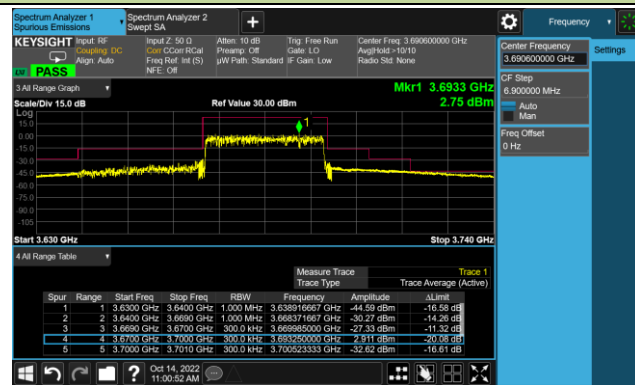 Spectrum Analyzer 1
Spurious Emissions
Spectrum Analyzer 2
Swept SA
+
Frequency
KEYSIGHT Input: RF
Coupling: DC
Align: Auto
Input Z: 50 Ω
Corr CCorr RCal
Freq Ref: Int (S)
NFE: Off
Atten: 10 dB
Preamp: Off
µW Path: Standard
Trig: Free Run
Gate: LO
IF Gain: Low
Center Freq: 3.690600000 GHz
Avg|Hold:>10/10
Radio Std: None
PASS
Center Frequency
3.690600000 GHz
Settings
CF Step
6.900000 MHz
Auto
Man
Freq Offset
0 Hz
3 All Range Graph
Mkr1 3.6933 GHz
2.75 dBm
Scale/Div 15.0 dB
Ref Value 30.00 dBm
Log
15.0
0.00
-15.0
-30.0
-45.0
-60.0
-75.0
-90.0
-105
1
Start 3.630 GHz
Stop 3.740 GHz
4 All Range Table
Measure Trace Trace 1
Trace Type Trace Average (Active)
Spur Range Start Freq Stop Freq RBW Frequency Amplitude ΔLimit
1 1 3.6300 GHz 3.6400 GHz 1.000 MHz 3.638916667 GHz -44.59 dBm -16.58 dB
2 2 3.6400 GHz 3.6690 GHz 1.000 MHz 3.668371667 GHz -30.27 dBm -14.26 dB
3 3 3.6690 GHz 3.6700 GHz 300.0 kHz 3.669985000 GHz -27.33 dBm -11.32 dB
4 4 3.6700 GHz 3.7000 GHz 300.0 kHz 3.693250000 GHz 2.911 dBm -20.08 dB
5 5 3.7000 GHz 3.7010 GHz 300.0 kHz 3.700523333 GHz -32.62 dBm -16.61 dB
?
Oct 14, 2022
11:00:52 AM